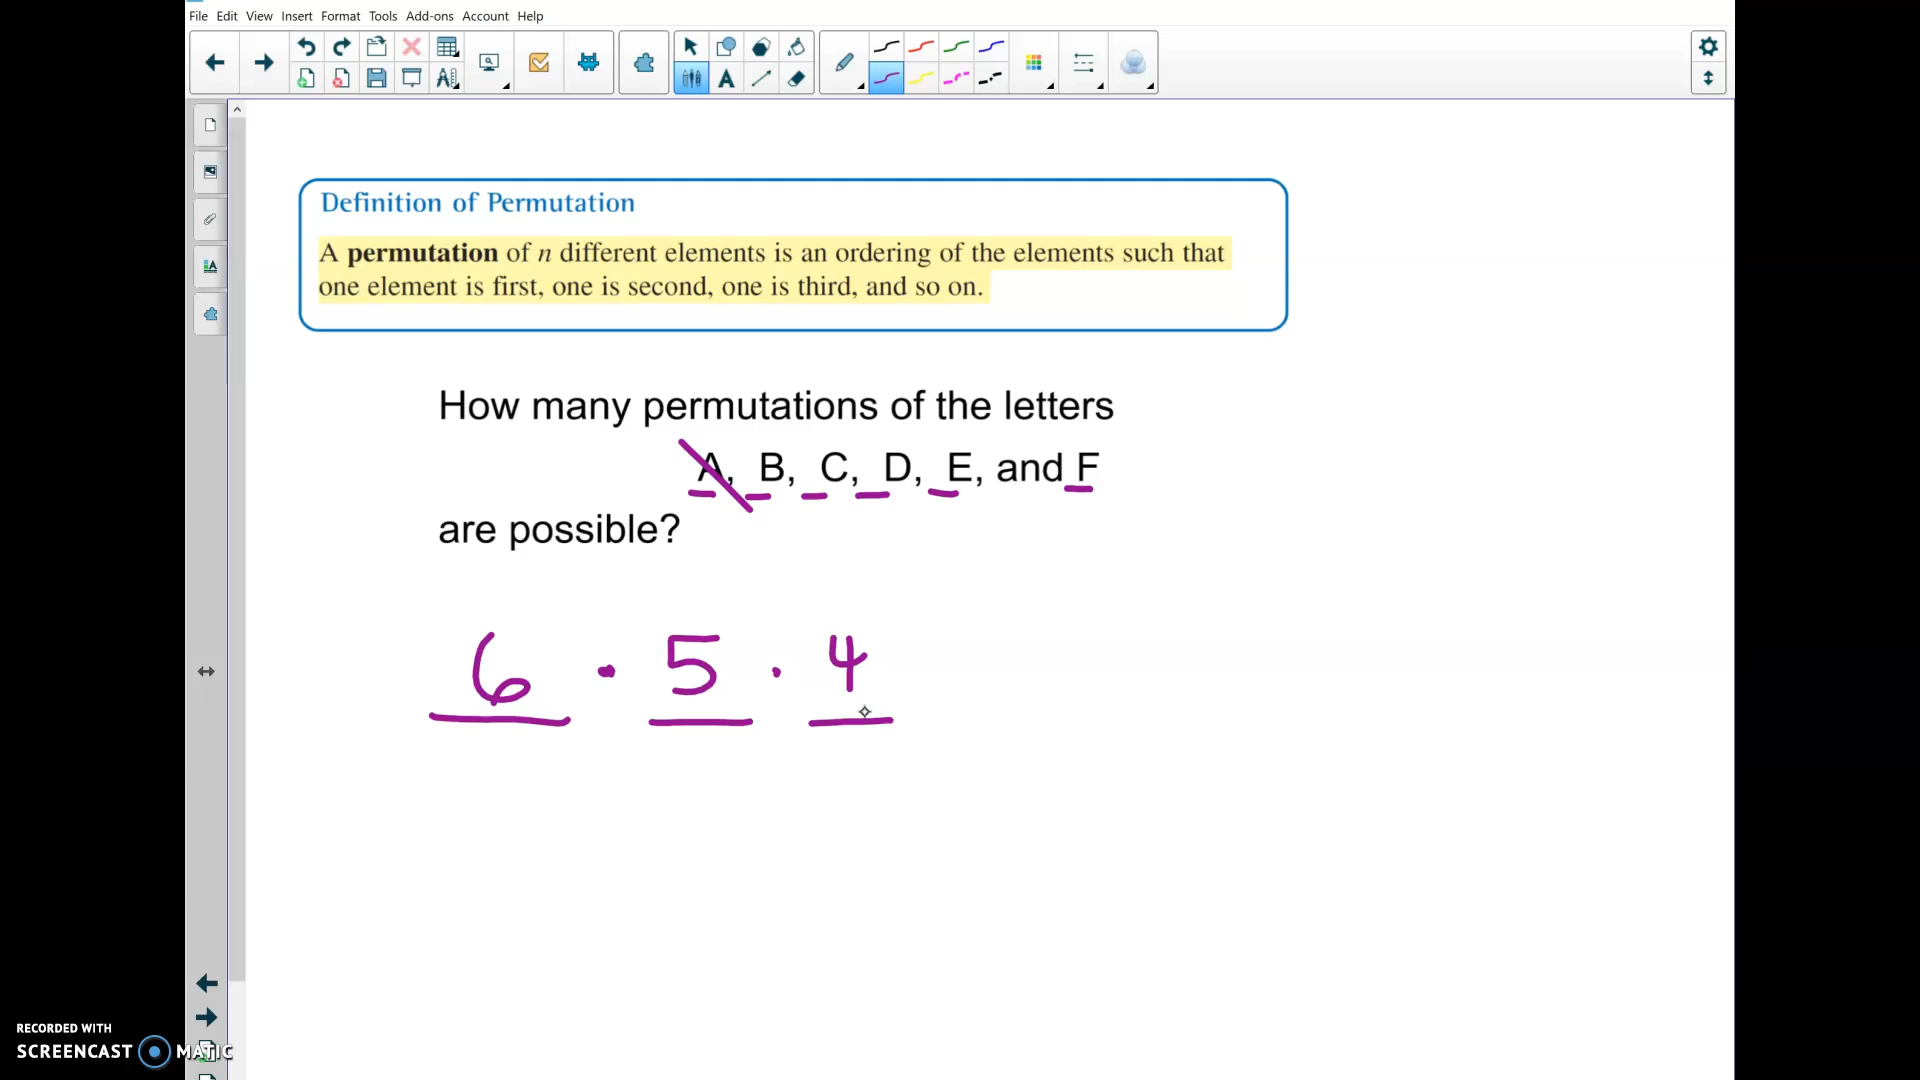 File Edit View Insert Format Tools Add-ons Account Help
Definition of Permutation
A permutation of n different elements is an ordering of the elements such that
one element is first, one is second, one is third, and so on.
How many permutations of the letters
A, B, C, D, E, and F
are possible?
6 · 5 · 4
RECORDED WITH
SCREENCAST MATIC